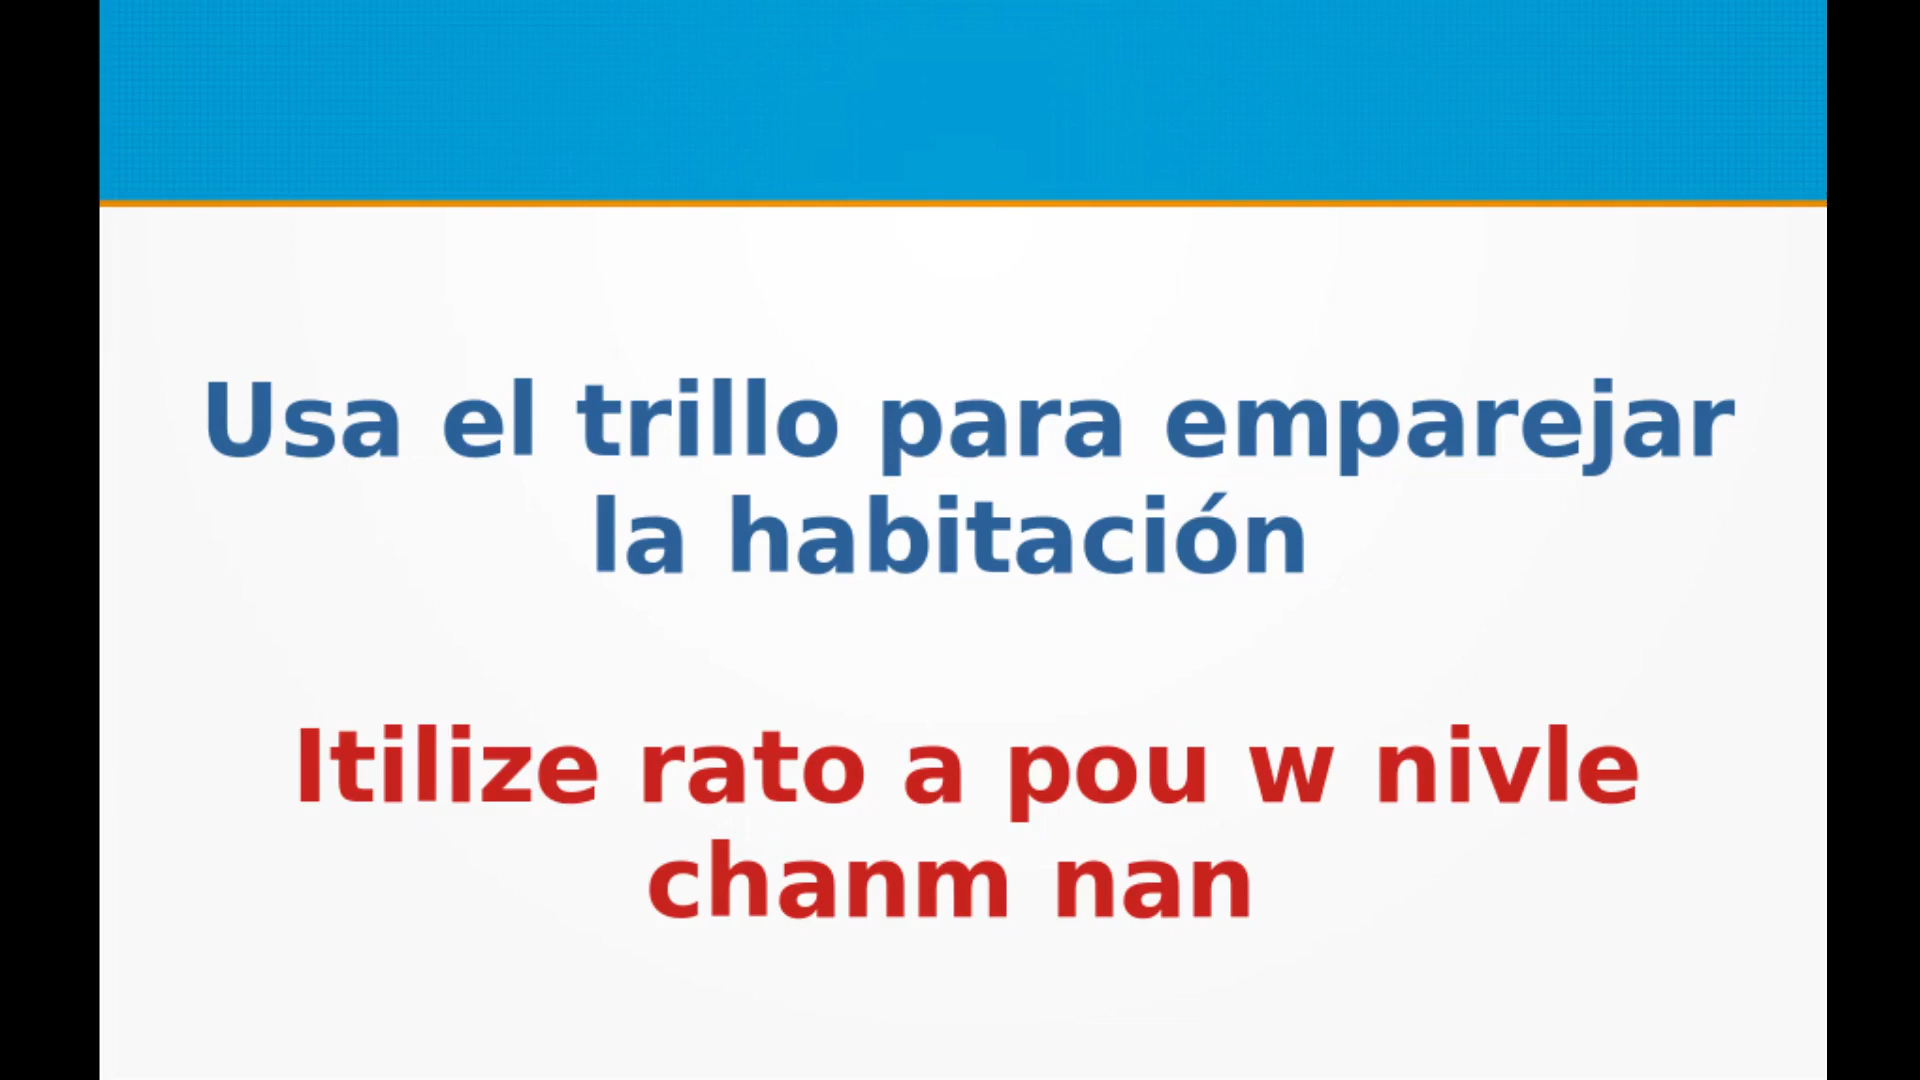 Usa el trillo para emparejar
la habitación
Itilize rato a pou w nivle
chanm nan